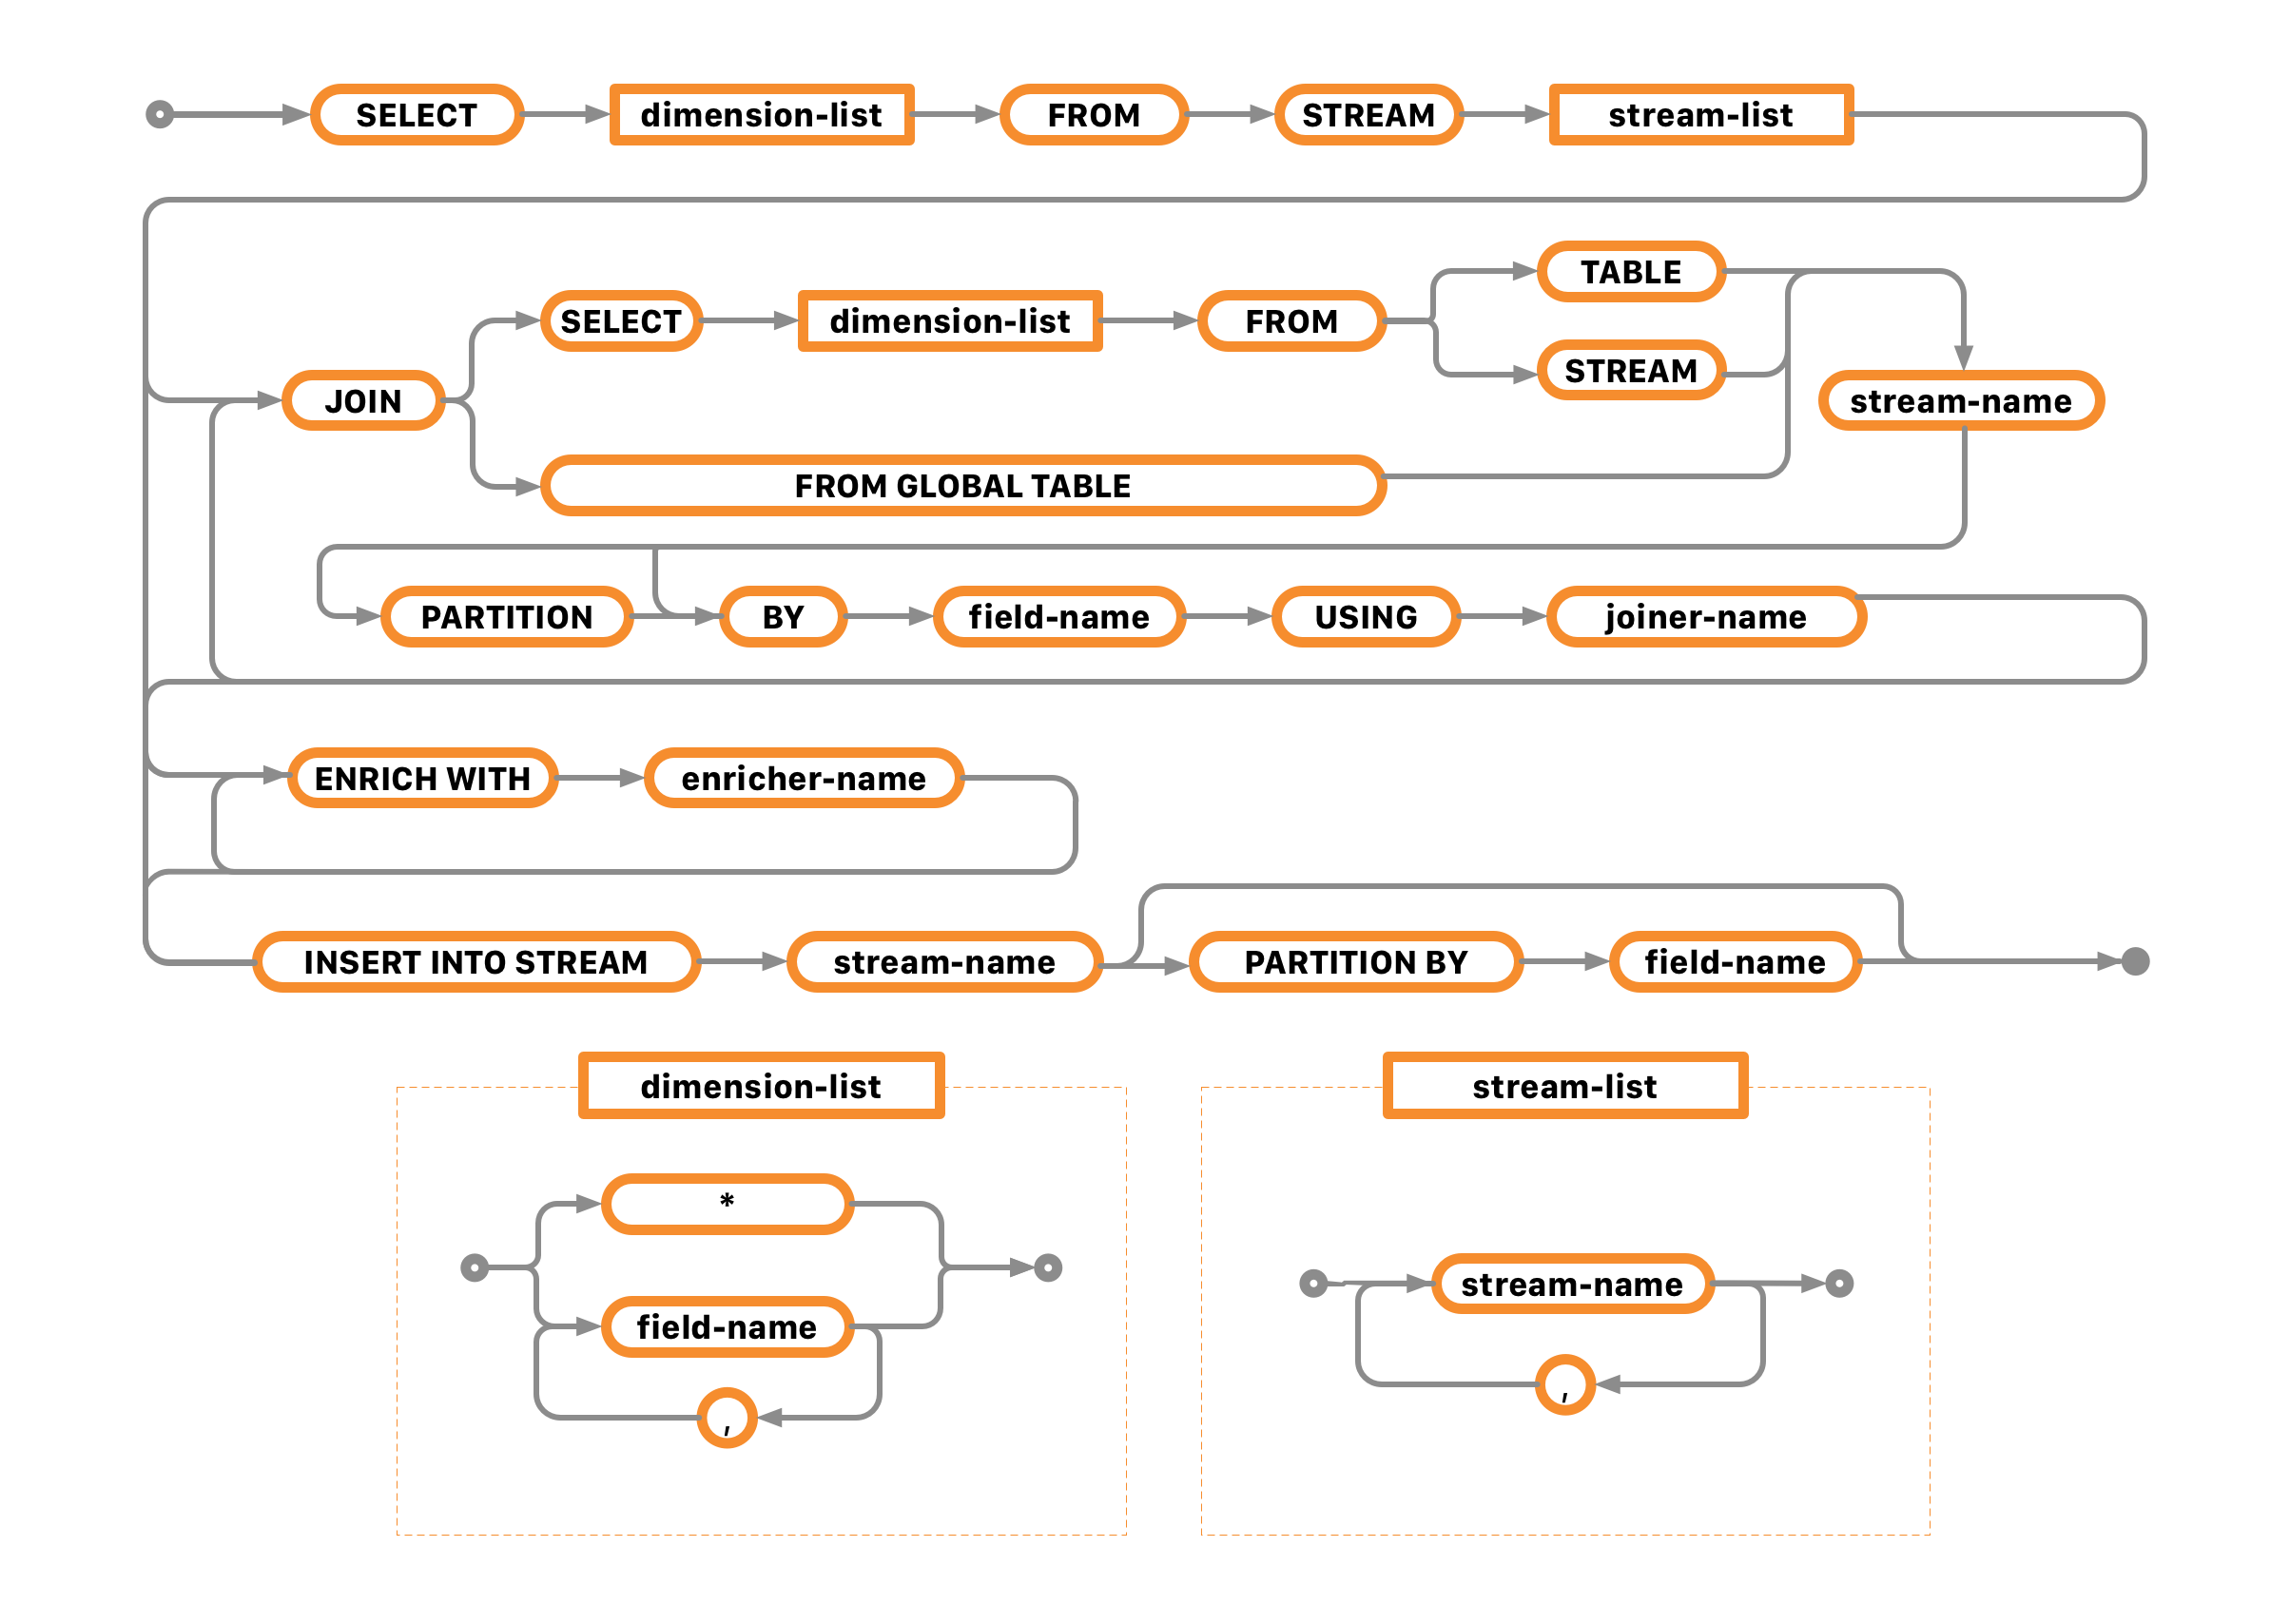 SELECT dimension-list FROM STREAM stream-list
TABLE
SELECT dimension-list FROM
STREAM
JOIN stream-name
FROM GLOBAL TABLE
PARTITION BY field-name USING joiner-name
ENRICH WITH enricher-name
INSERT INTO STREAM stream-name PARTITION BY field-name
dimension-list stream-list
*
stream-name
field-name
,
,